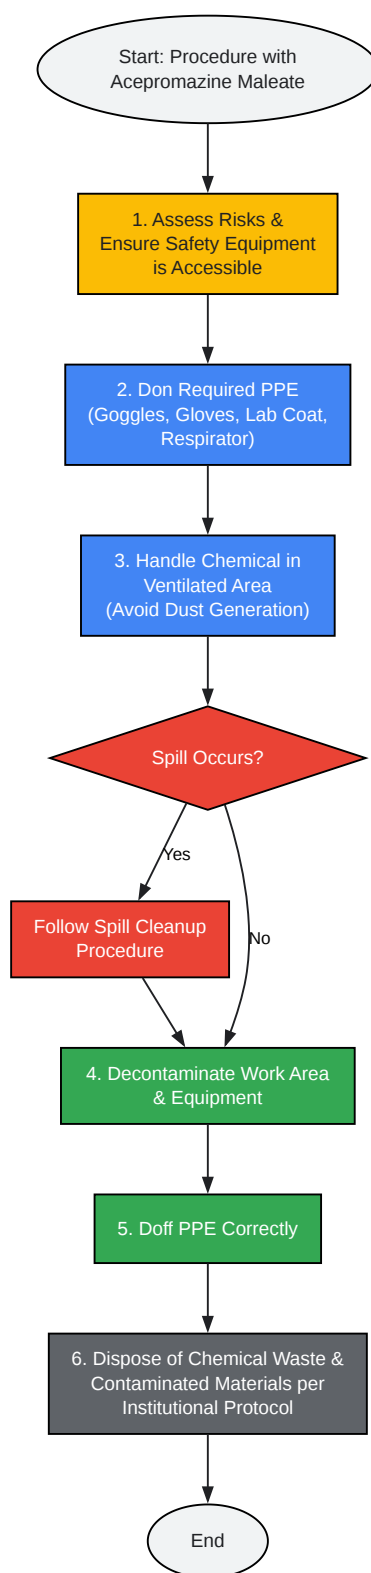 Start: Procedure with
Acepromazine Maleate
1. Assess Risks &
Ensure Safety Equipment
is Accessible
2. Don Required PPE
(Goggles, Gloves, Lab Coat,
Respirator)
3. Handle Chemical in
Ventilated Area
(Avoid Dust Generation)
Spill Occurs?
Yes
Follow Spill Cleanup
Procedure
No
4. Decontaminate Work Area
& Equipment
5. Doff PPE Correctly
6. Dispose of Chemical Waste &
Contaminated Materials per
Institutional Protocol
End